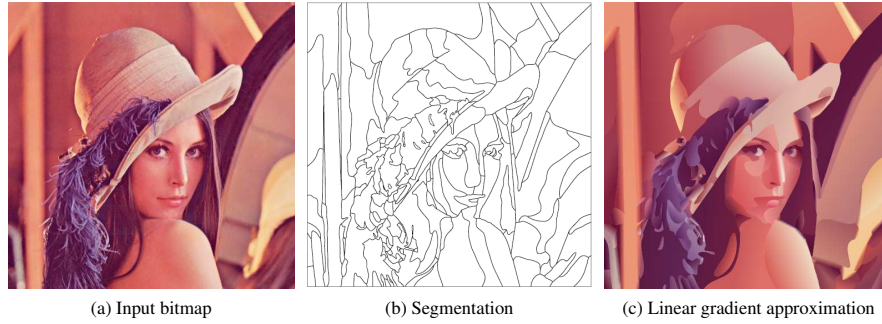 (a) Input bitmap
(b) Segmentation
(c) Linear gradient approximation